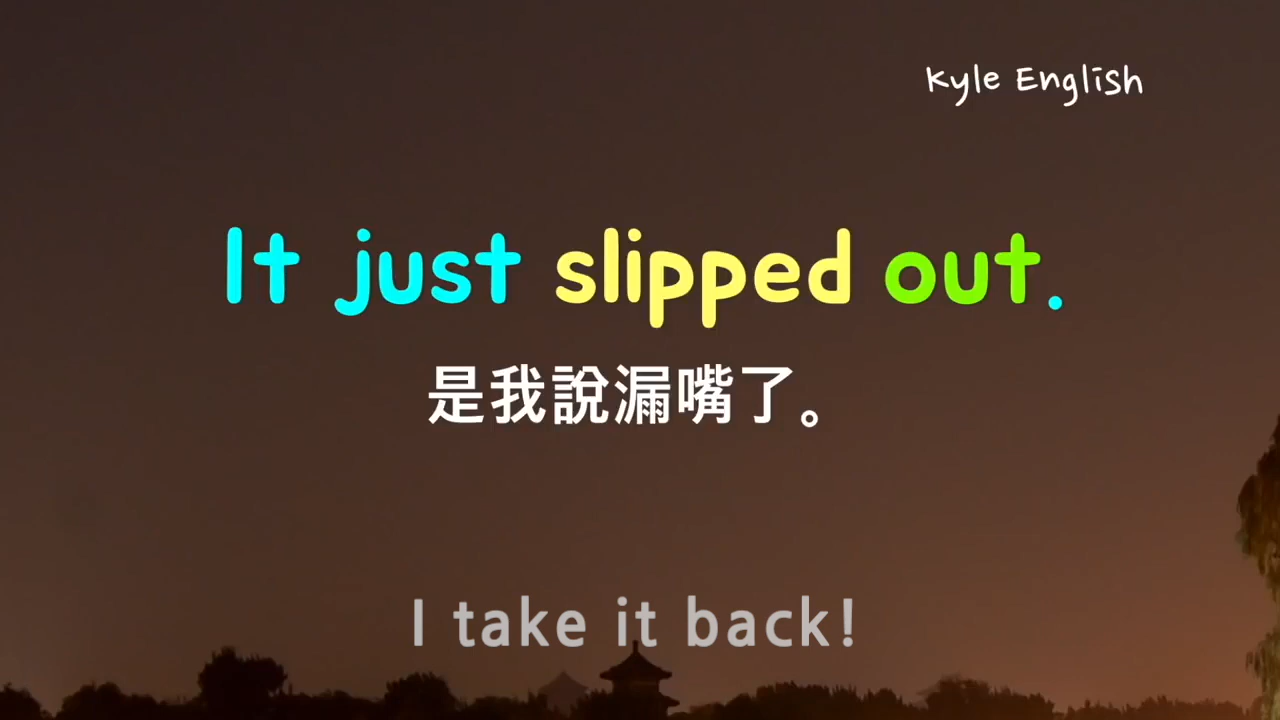 Kyle English
It just slipped out.
是我說漏嘴了。
I take it back!